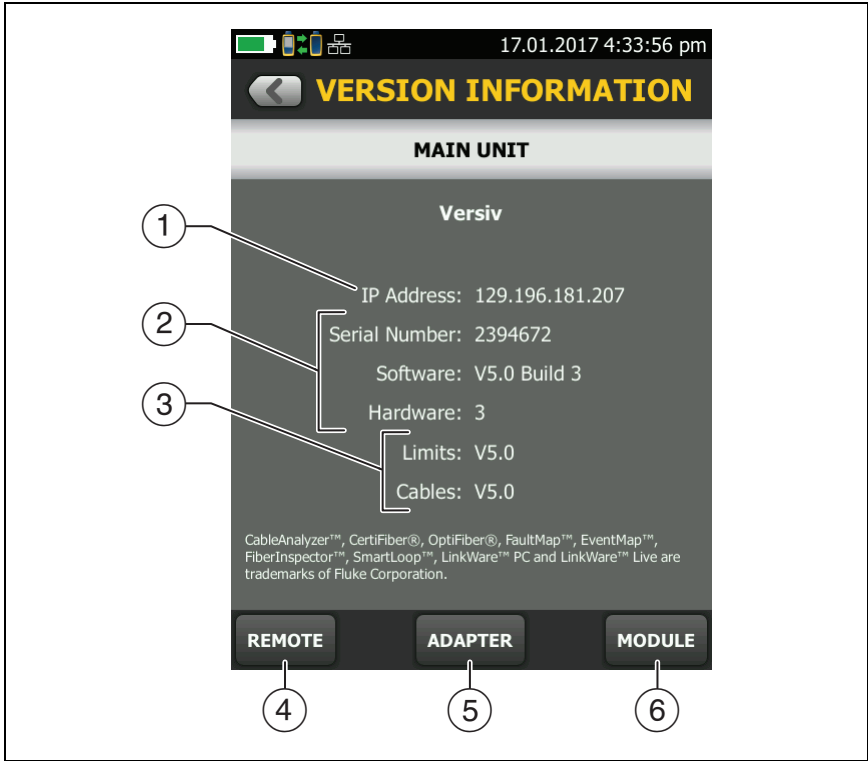 17.01.2017 4:33:56 pm
VERSION INFORMATION
MAIN UNIT
Versiv
1
IP Address: 129.196.181.207
2
Serial Number: 2394672
Software: V5.0 Build 3
3
Hardware: 3
Limits: V5.0
Cables: V5.0
CableAnalyzer™, CertiFiber®, OptiFiber®, FaultMap™, EventMap™,
FiberInspector™, SmartLoop™, LinkWare™ PC and LinkWare™ Live are
trademarks of Fluke Corporation.
REMOTE ADAPTER MODULE
4 5 6